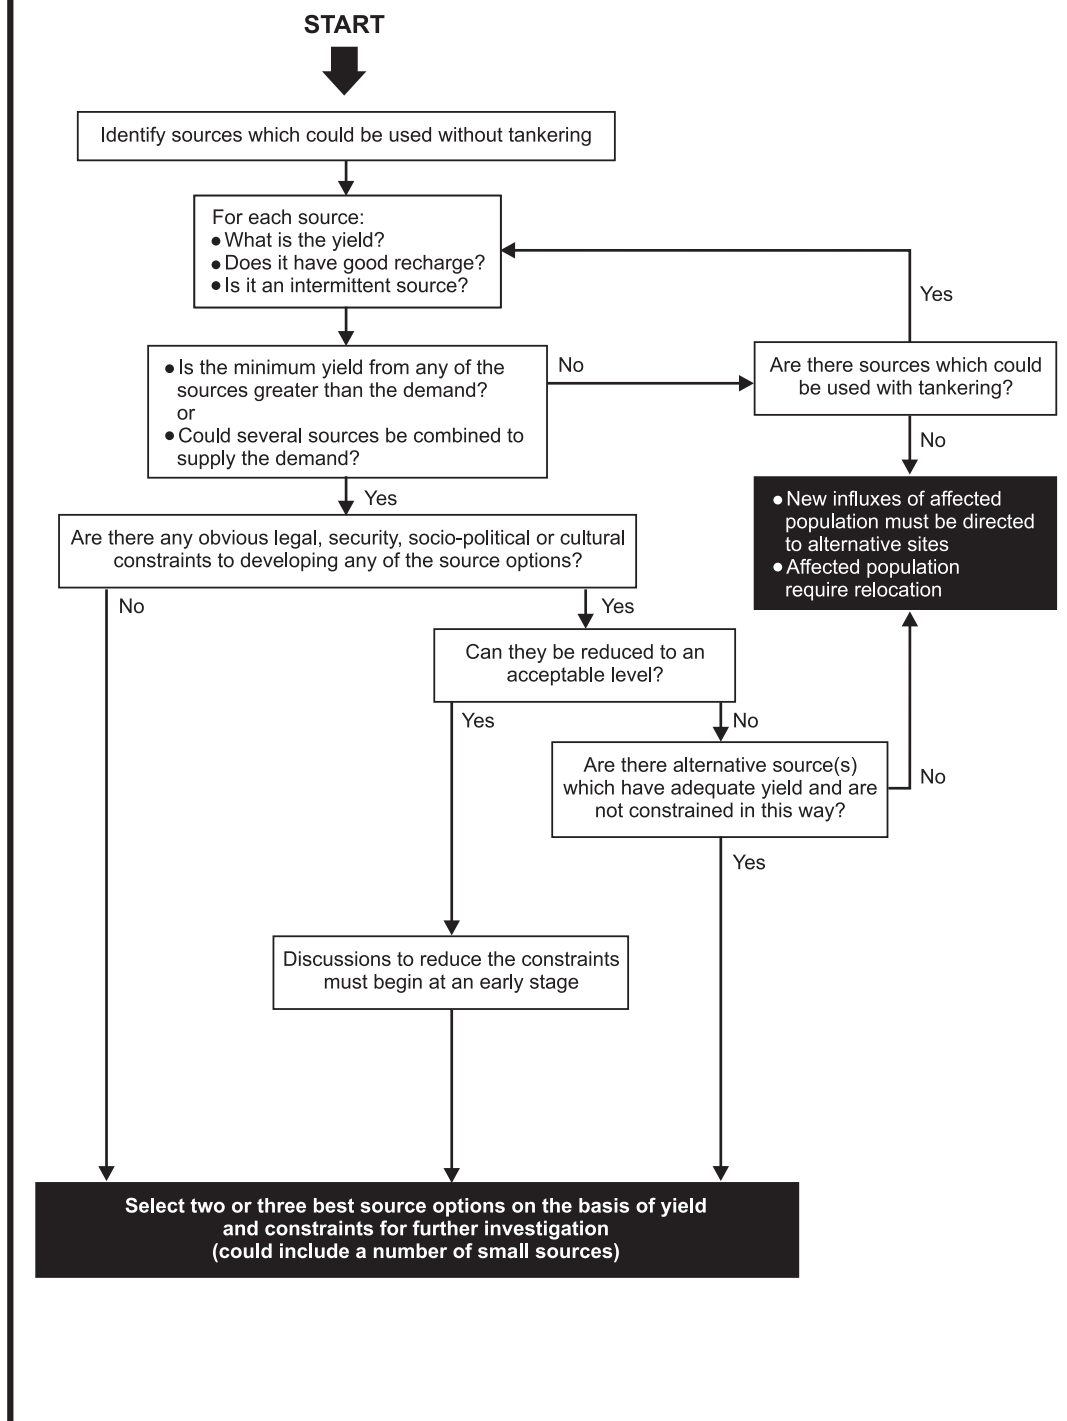 START
Identify sources which could be used without tankering
For each source:
● What is the yield?
● Does it have good recharge?
● Is it an intermittent source?
Yes
● Is the minimum yield from any of the
sources greater than the demand?
or
● Could several sources be combined to
supply the demand?
No
Are there sources which could
be used with tankering?
No
Yes
● New influxes of affected
population must be directed
to alternative sites
● Affected population
require relocation
Are there any obvious legal, security, socio-political or cultural
constraints to developing any of the source options?
No
Yes
Can they be reduced to an
acceptable level?
Yes
No
Are there alternative source(s)
which have adequate yield and are
not constrained in this way?
No
Yes
Discussions to reduce the constraints
must begin at an early stage
Select two or three best source options on the basis of yield
and constraints for further investigation
(could include a number of small sources)